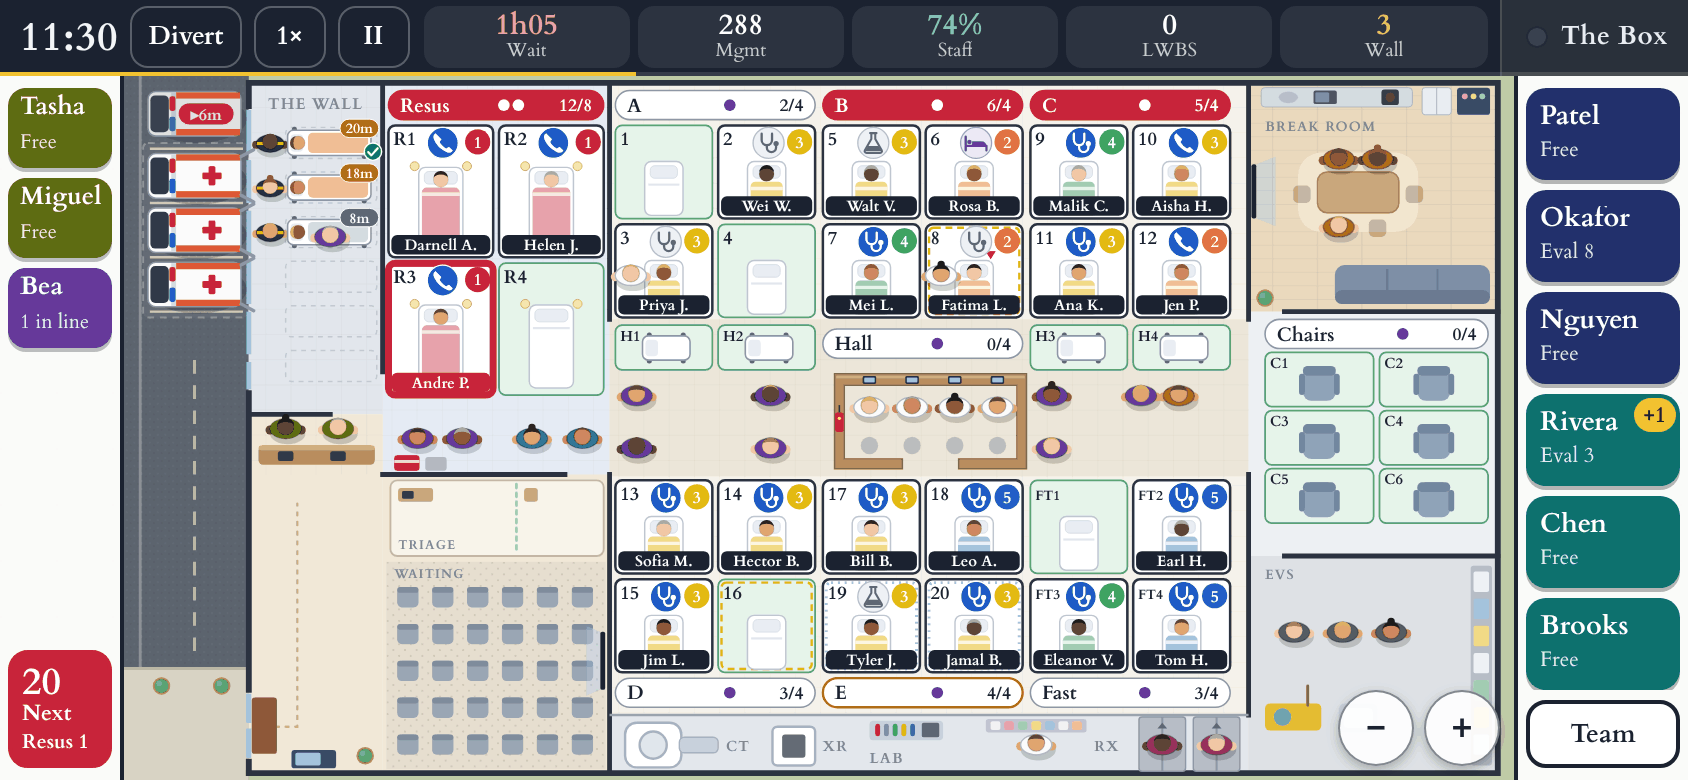 11:30
Divert
1×
II
1h05
Wait
288
Mgmt
74%
Staff
0
LWBS
3
Wall
The Box
Tasha
Free
Miguel
Free
Bea
1 in line
20
Next
Resus 1
▸6m
THE WALL
20m
18m
8m
Resus
12/8
R1
1
Darnell A.
R2
1
Helen J.
R3
1
Andre P.
R4
A
2/4
B
6/4
C
5/4
1
2
3
Wei W.
5
3
Walt V.
6
2
Rosa B.
9
4
Malik C.
10
3
Aisha H.
3
3
Priya J.
4
7
4
Mei L.
8
2
Fatima L.
11
3
Ana K.
12
2
Jen P.
H1
H2
Hall
0/4
H3
H4
TRIAGE
WAITING
13
3
Sofia M.
14
3
Hector B.
17
3
Bill B.
18
5
Leo A.
FT1
FT2
5
Earl H.
15
3
Jim L.
16
19
3
Tyler J.
20
3
Jamal B.
FT3
4
Eleanor V.
FT4
5
Tom H.
D
3/4
E
4/4
Fast
3/4
CT
XR
LAB
RX
BREAK ROOM
Chairs
0/4
C1
C2
C3
C4
C5
C6
EVS
−
+
Patel
Free
Okafor
Eval 8
Nguyen
Free
Rivera
+1
Eval 3
Chen
Free
Brooks
Free
Team